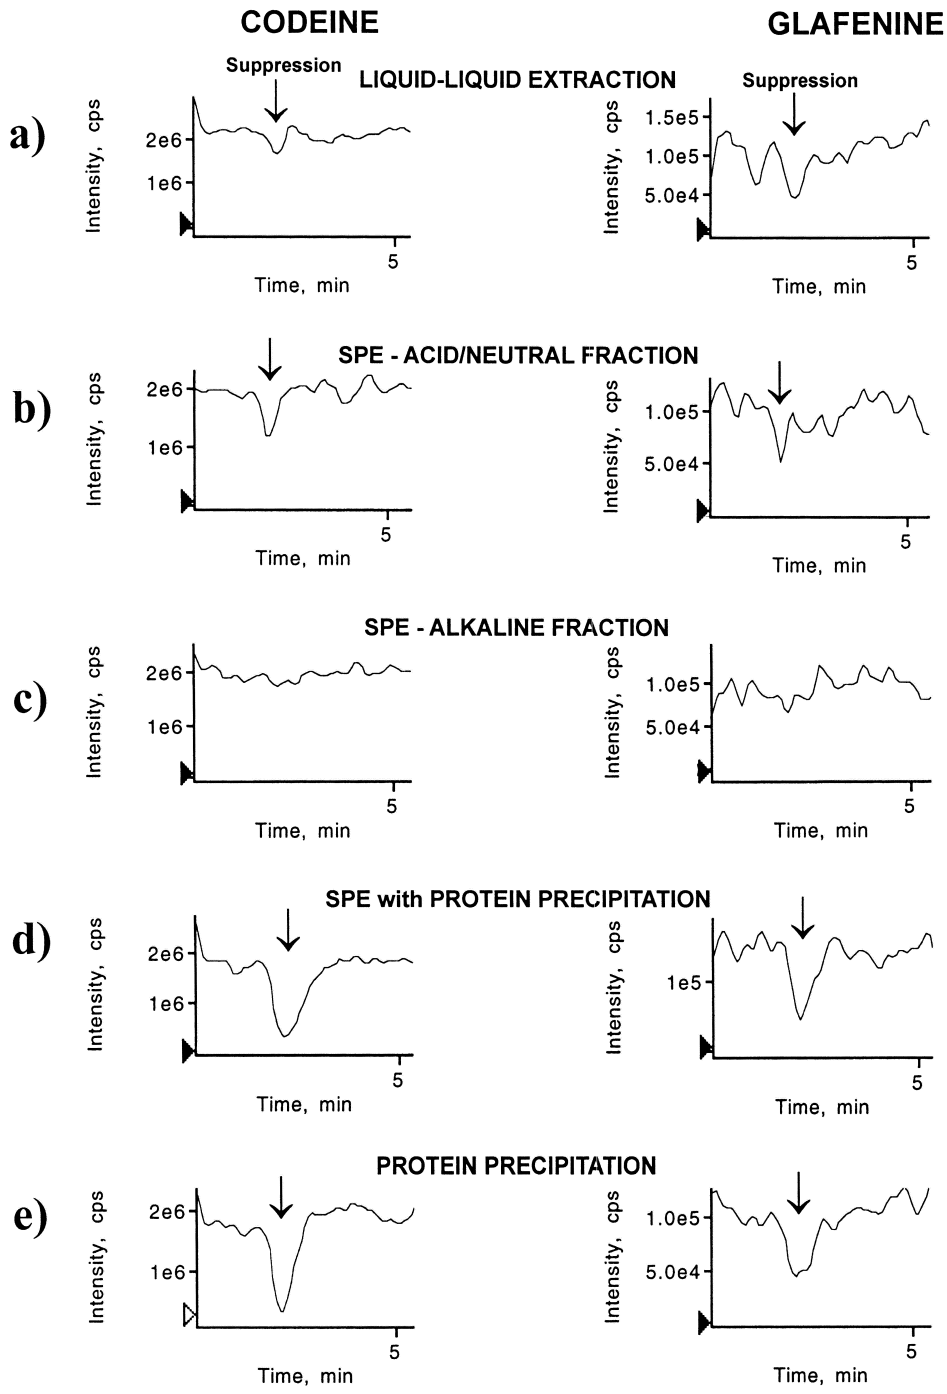 CODEINE GLAFENINE
Suppression
LIQUID-LIQUID EXTRACTION
Suppression
a)
Intensity, cps
2e6
1e6
5
Time, min
Intensity, cps
1.5e5
1.0e5
5.0e4
5
Time, min
SPE - ACID/NEUTRAL FRACTION
b)
Intensity, cps
2e6
1e6
5
Time, min
Intensity, cps
1.0e5
5.0e4
5
Time, min
SPE - ALKALINE FRACTION
c)
Intensity, cps
2e6
1e6
5
Time, min
Intensity, cps
1.0e5
5.0e4
5
Time, min
SPE with PROTEIN PRECIPITATION
d)
Intensity, cps
2e6
1e6
5
Time, min
Intensity, cps
1e5
5
Time, min
PROTEIN PRECIPITATION
e)
Intensity, cps
2e6
1e6
5
Time, min
Intensity, cps
1.0e5
5.0e4
5
Time, min